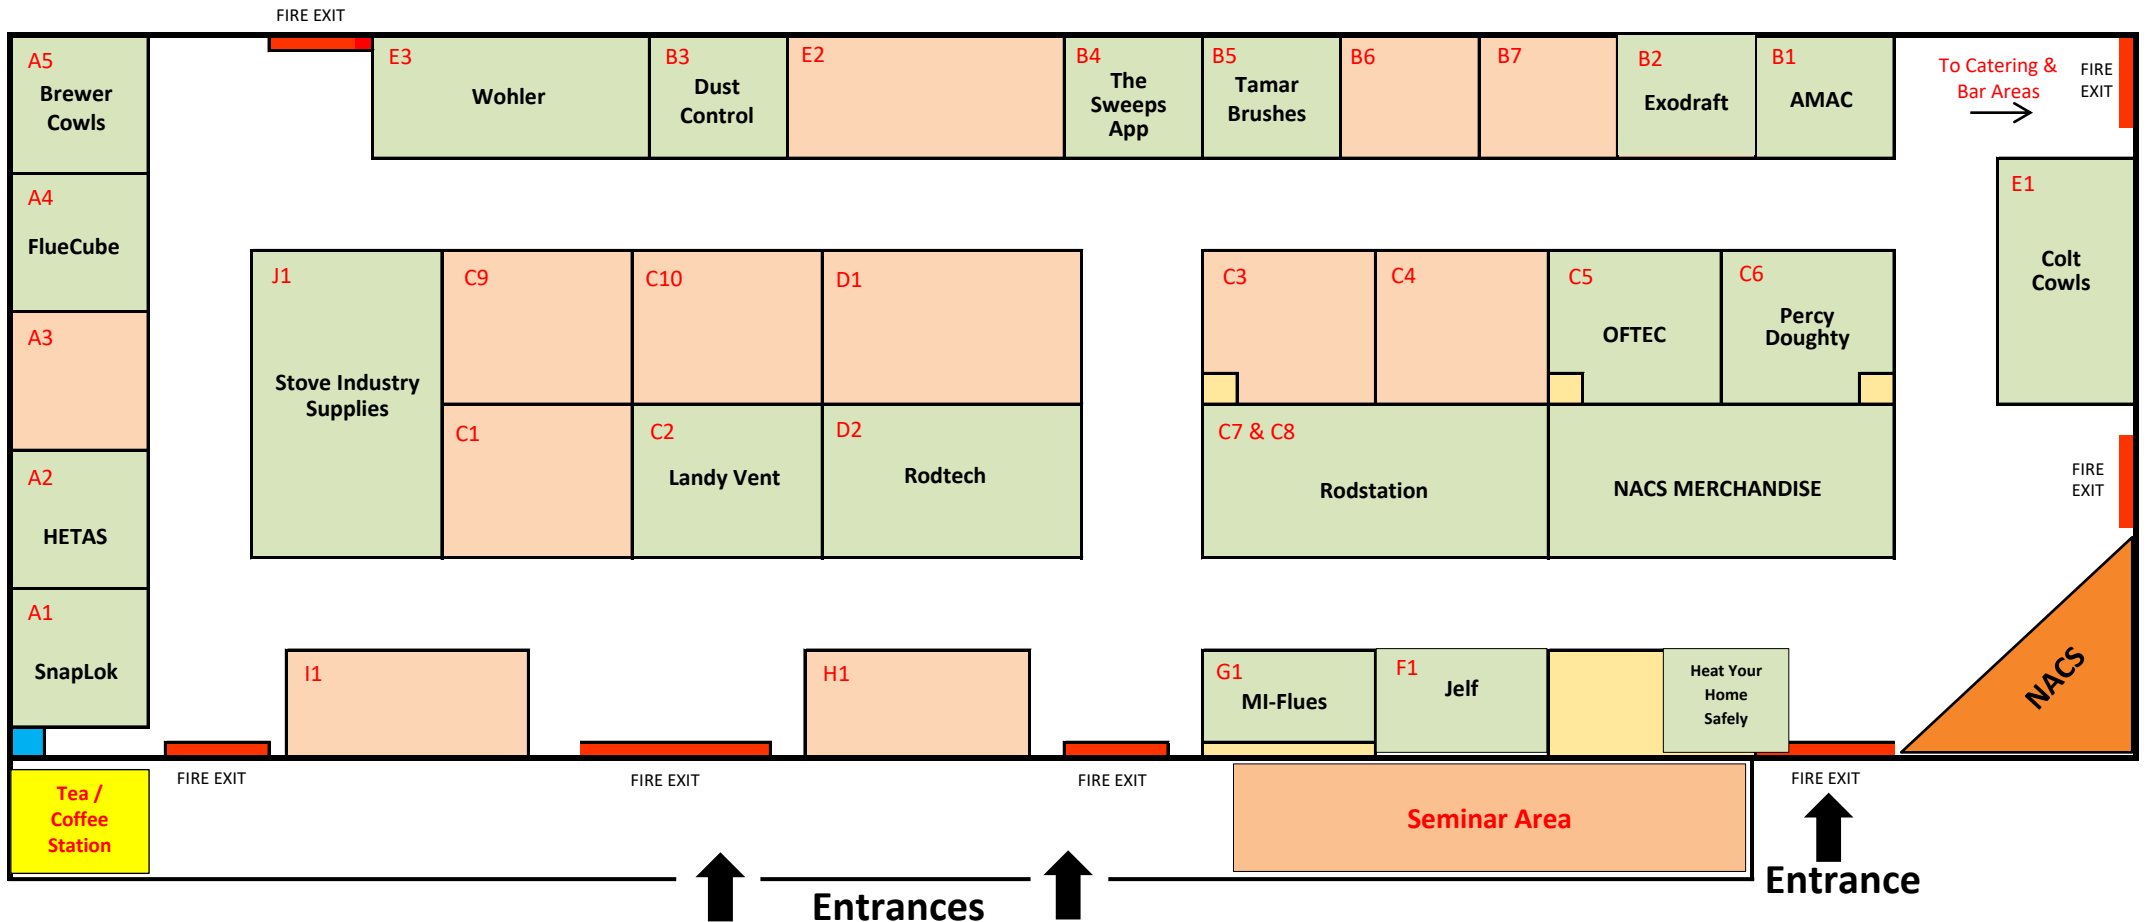 FIRE EXIT
A5
Brewer
Cowls
E3
Wohler
B3
Dust
Control
E2
B4
The
Sweeps
App
B5
Tamar
Brushes
B6
B7
B2
Exodraft
B1
AMAC
To Catering &
Bar Areas
FIRE
EXIT
A4
FlueCube
E1
Colt
Cowls
J1
Stove Industry
Supplies
C9
C10
D1
C3
C4
C5
OFTEC
C6
Percy
Doughty
A3
C1
C2
Landy Vent
D2
Rodtech
C7 & C8
Rodstation
NACS MERCHANDISE
FIRE
EXIT
A2
HETAS
A1
SnapLok
I1
H1
G1
MI-Flues
F1
Jelf
Heat Your
Home
Safely
NACS
FIRE EXIT
FIRE EXIT
FIRE EXIT
FIRE EXIT
Tea /
Coffee
Station
Seminar Area
Entrances
Entrance